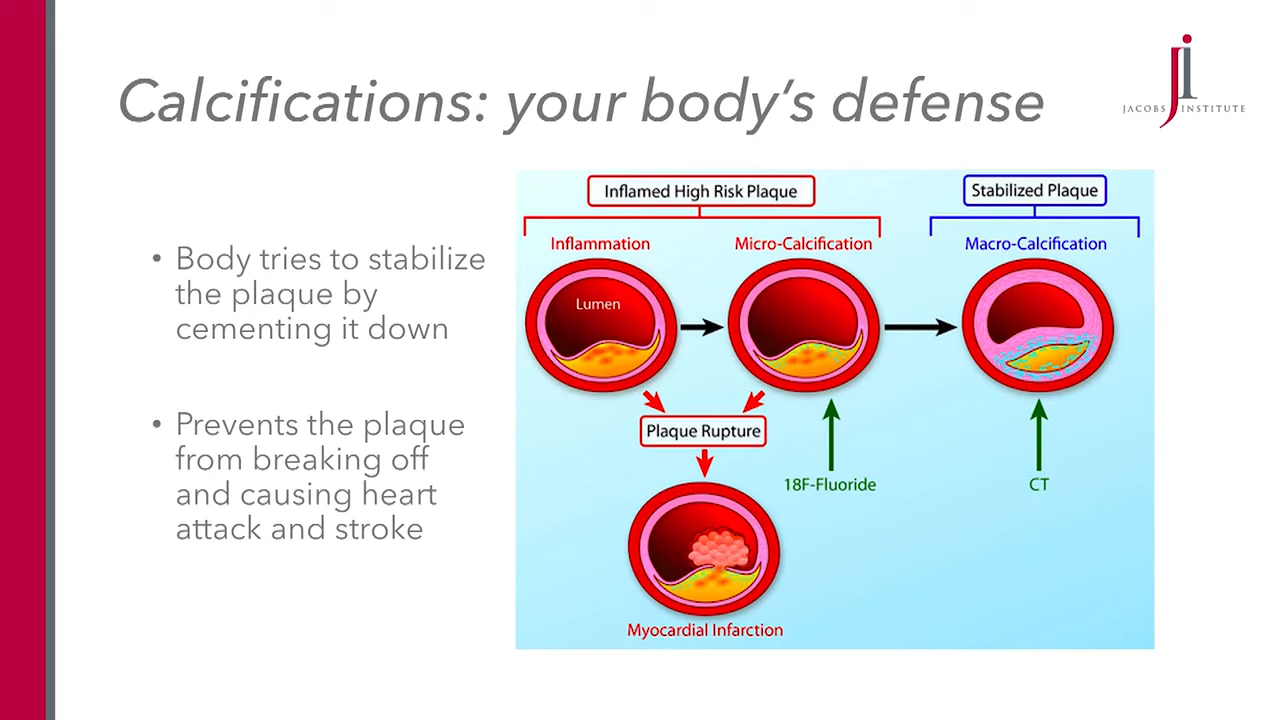 Calcifications: your body's defense
JI
JACOBS INSTITUTE
• Body tries to stabilize
the plaque by
cementing it down
• Prevents the plaque
from breaking off
and causing heart
attack and stroke
Inflamed High Risk Plaque
Stabilized Plaque
Inflammation
Micro-Calcification
Macro-Calcification
Lumen
Plaque Rupture
18F-Fluoride
CT
Myocardial Infarction